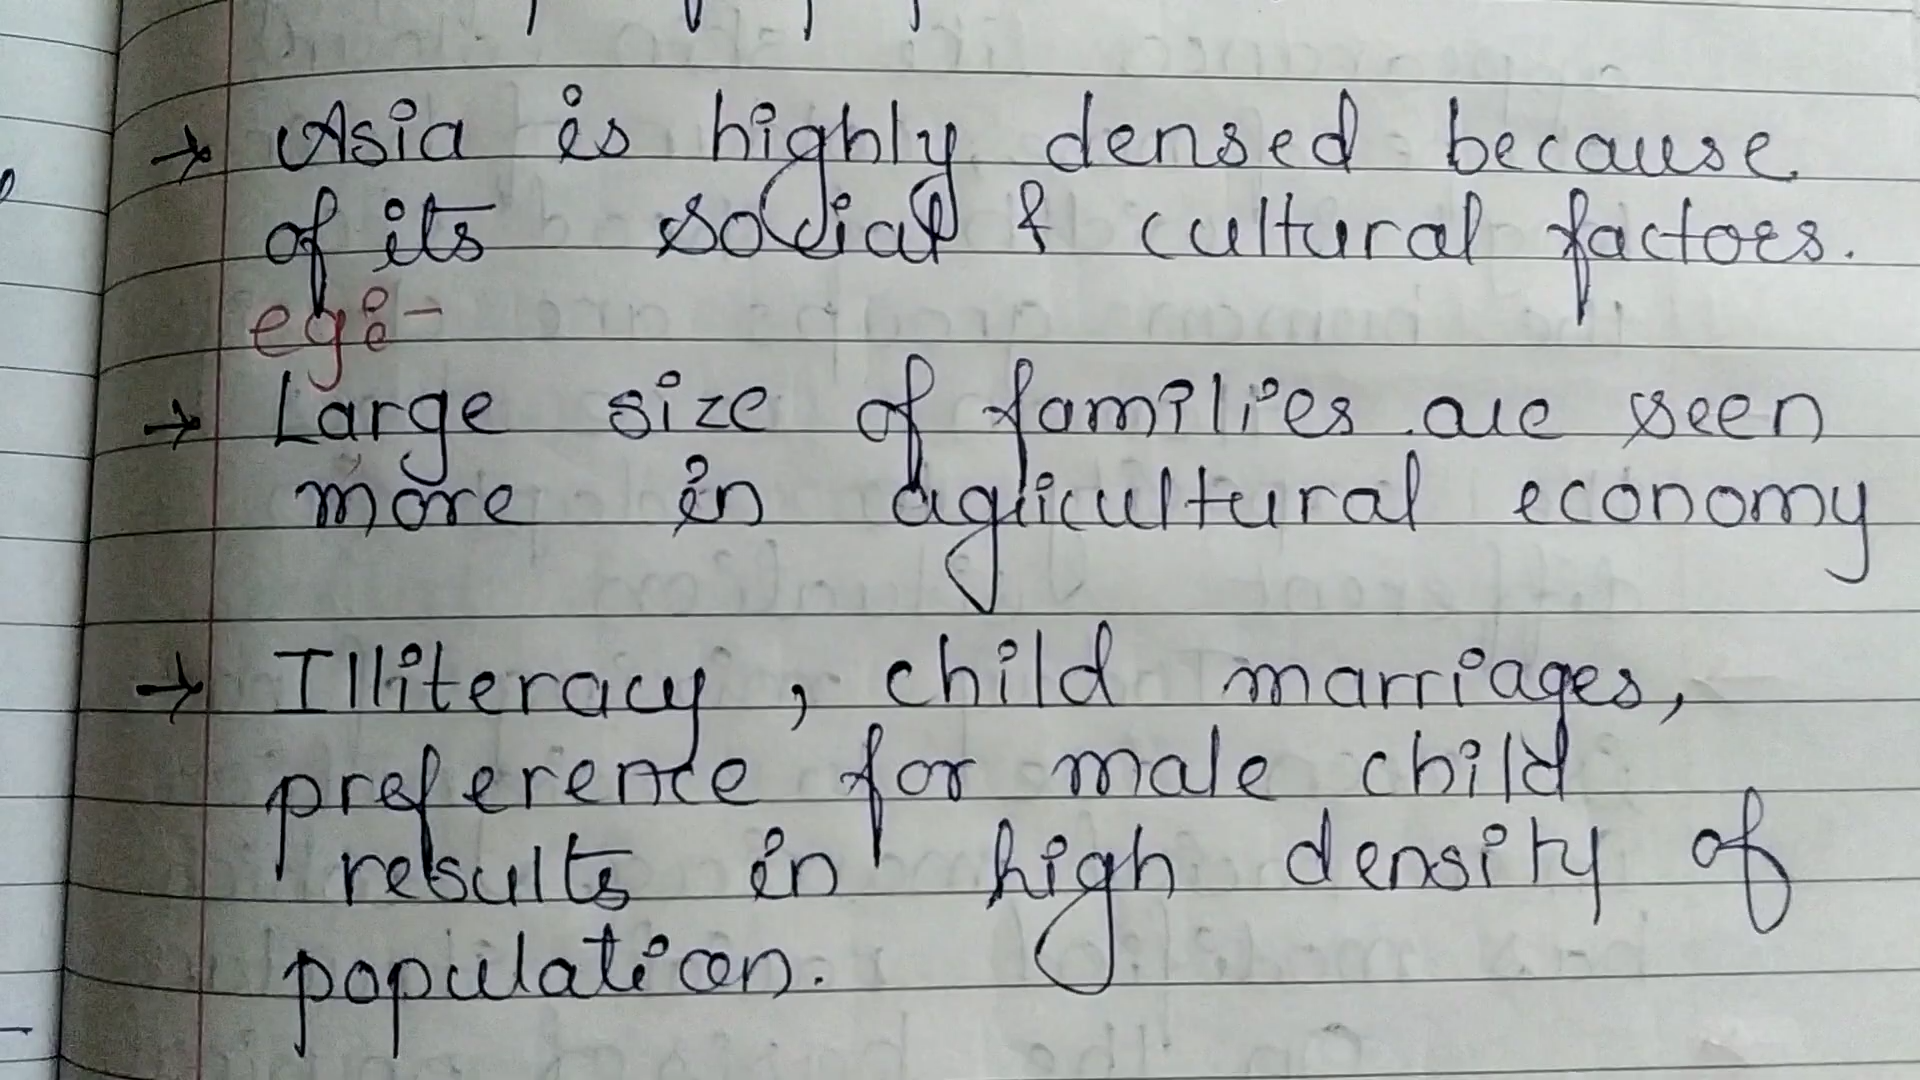 → Asia is highly densed because
of its social & cultural factors.
eg:-
→ Large size of families are seen
more in agricultural economy
→ Illiteracy, child marriages,
preference for male child
results in high density of
population.